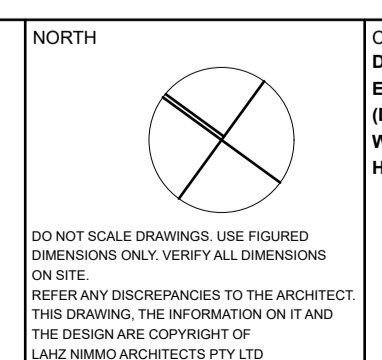 NORTH
DO NOT SCALE DRAWINGS. USE FIGURED
DIMENSIONS ONLY. VERIFY ALL DIMENSIONS
ON SITE.
REFER ANY DISCREPANCIES TO THE ARCHITECT.
THIS DRAWING, THE INFORMATION ON IT AND
THE DESIGN ARE COPYRIGHT OF
LAHZ NIMMO ARCHITECTS PTY LTD